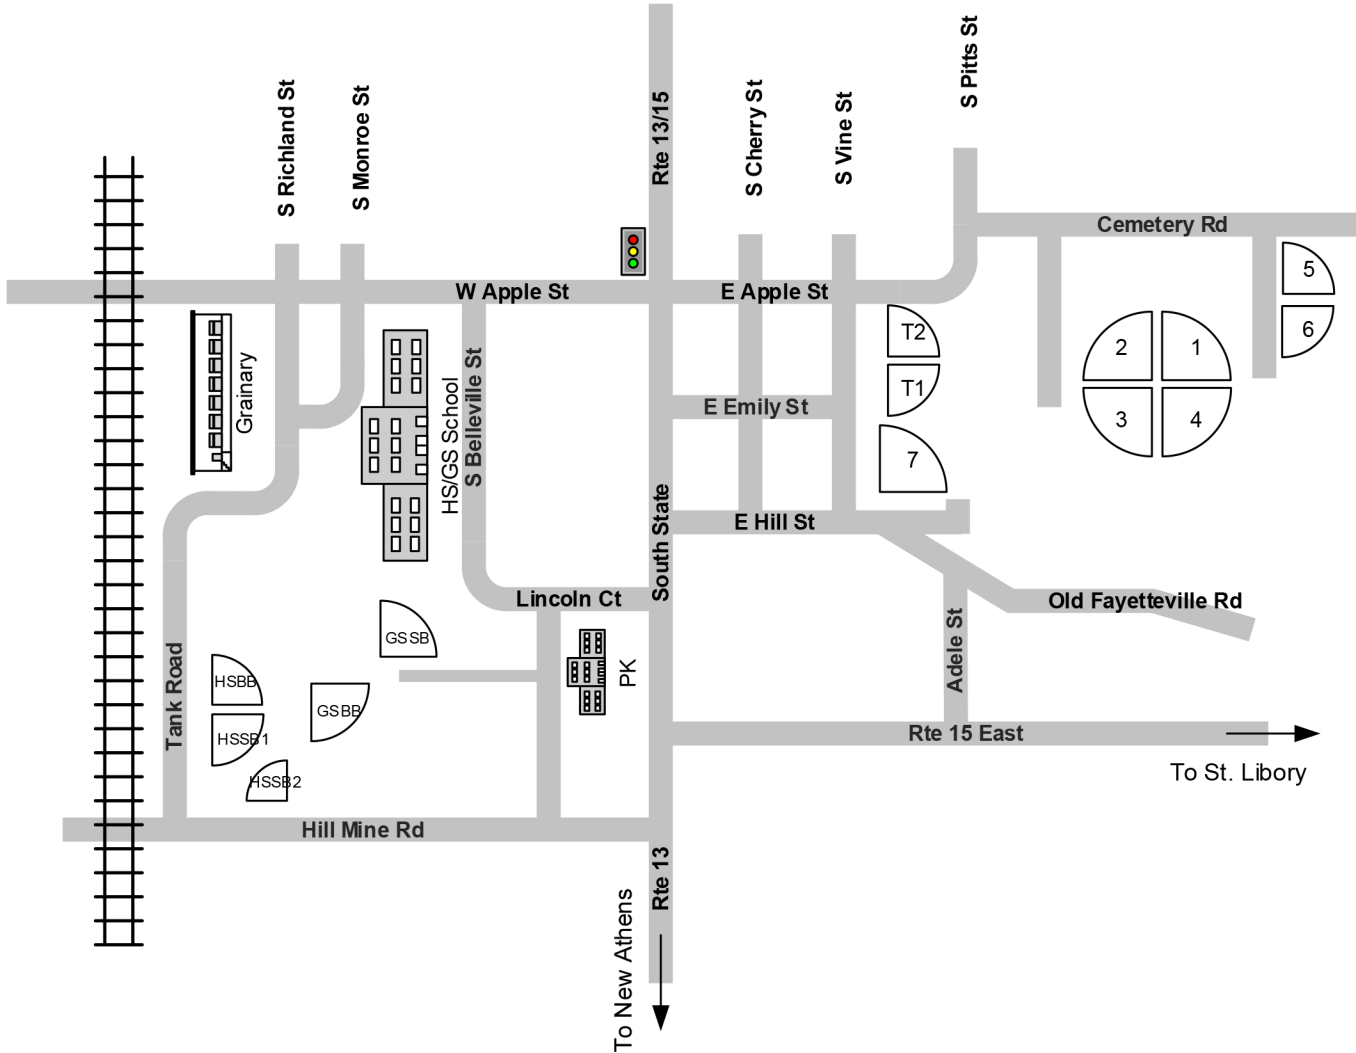 S Pitts St
S Richland St
S Monroe St
Rte 13/15
S Cherry St
S Vine St
Cemetery Rd
W Apple St
E Apple St
5
6
T2
T1
2
1
3
4
Grainary
HS/GS School
S Belleville St
E Emily St
7
South State
E Hill St
Lincoln Ct
Old Fayetteville Rd
GSSB
HSBB
GSBB
HSSB1
HSSB2
PK
Tank Road
Adele St
Rte 15 East
To St. Libory
Hill Mine Rd
Rte 13
To New Athens